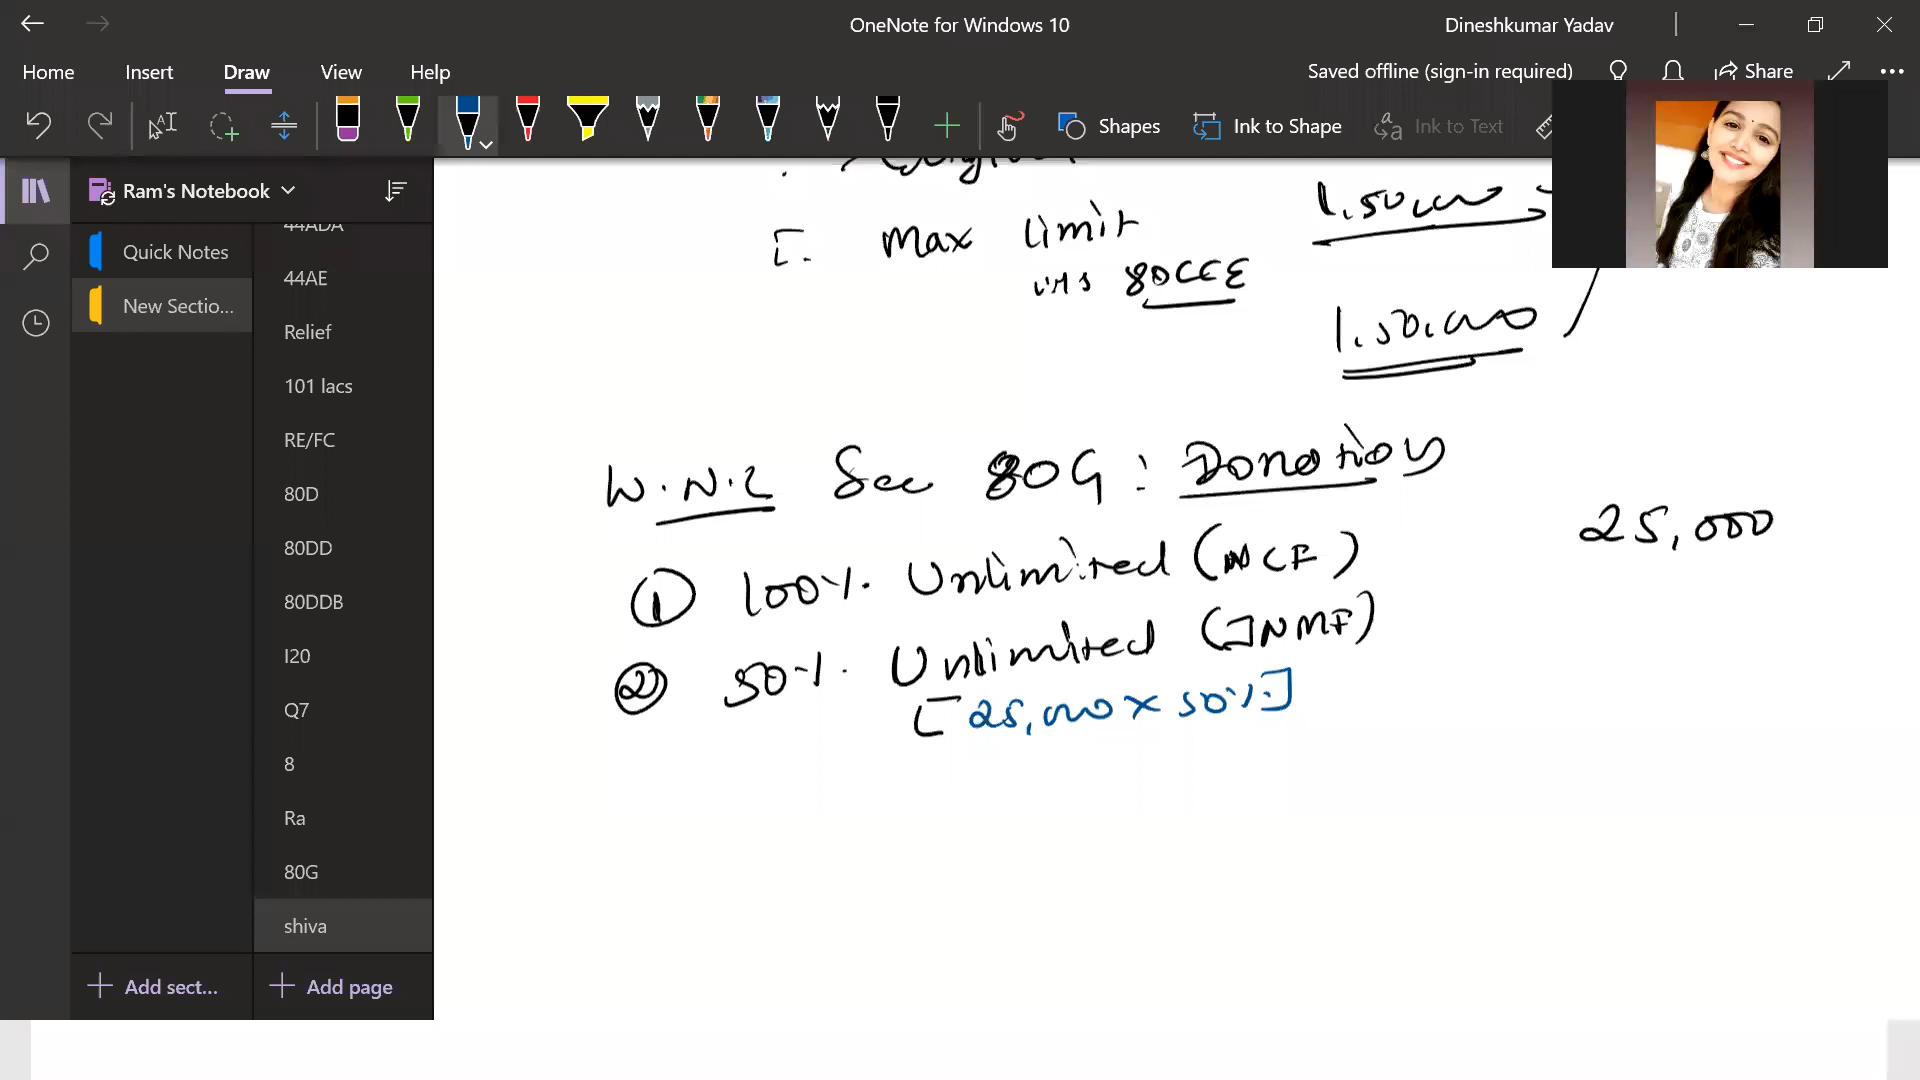 OneNote for Windows 10
Dineshkumar Yadav
Home Insert Draw View Help
Saved offline (sign-in required)
Share
Shapes
Ink to Shape
Ink to Text
Ram's Notebook
Quick Notes
New Sectio...
44ADA
44AE
Relief
101 lacs
RE/FC
80D
80DD
80DDB
I20
Q7
8
Ra
80G
shiva
Add sect...
Add page
[. Max limit
U/s 80CCE
1,50,000
1,50,000
W.N.2 Sec 80G : Donation
25,000
① 100%. Unlimited (NCF)
② 50%. Unlimited (JNMF)
[25,000 x 50%]